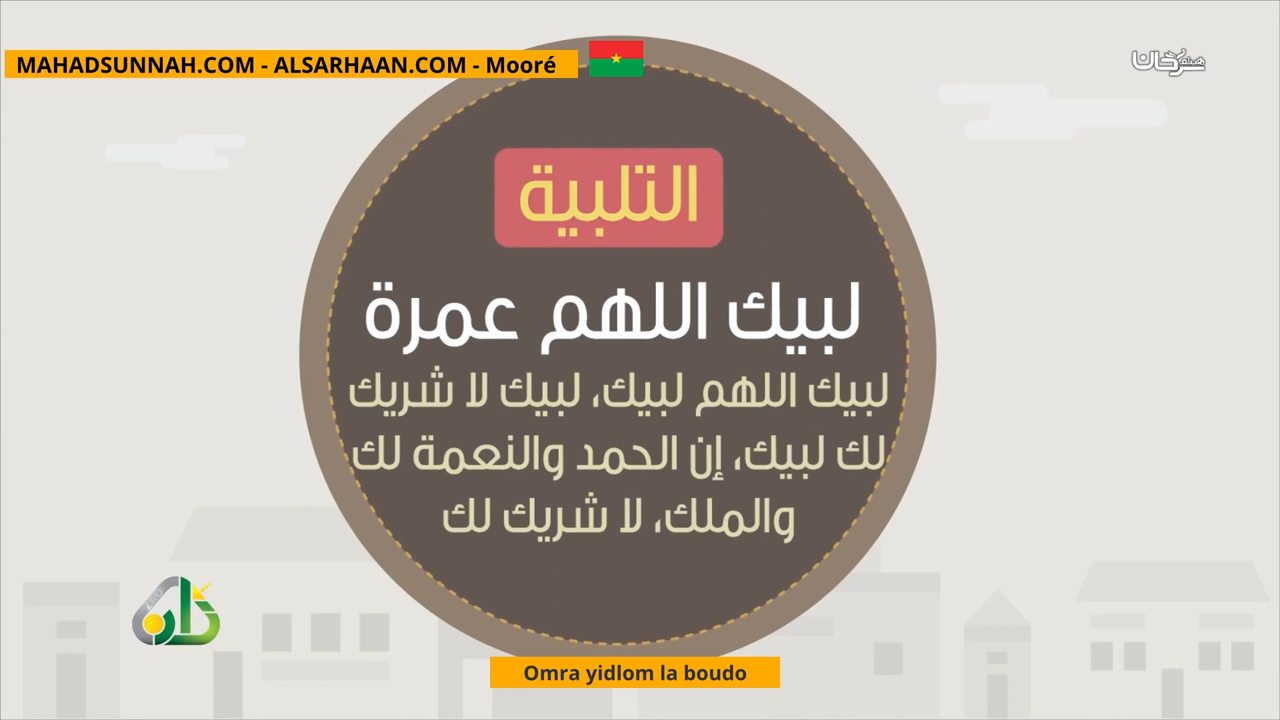 MAHADSUNNAH.COM - ALSARHAAN.COM - Mooré
التلبية
لبيك اللهم عمرة
لبيك اللهم لبيك، لبيك لا شريك
لك لبيك، إن الحمد والنعمة لك
والملك، لا شريك لك
Omra yidlom la boudo